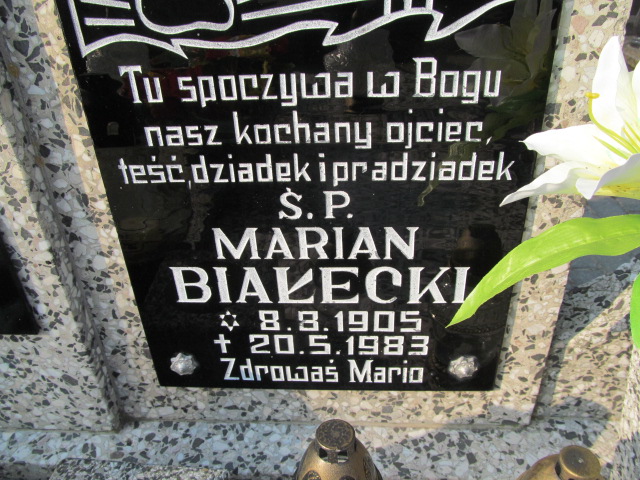 Tu spoczywa w Bogu
nasz kochany ojciec,
teść, dziadek i pradziadek
Ś. P.
MARIAN
BIAŁECKI
✡ 8.8.1905
✝ 20.5.1983
Zdrowaś Mario